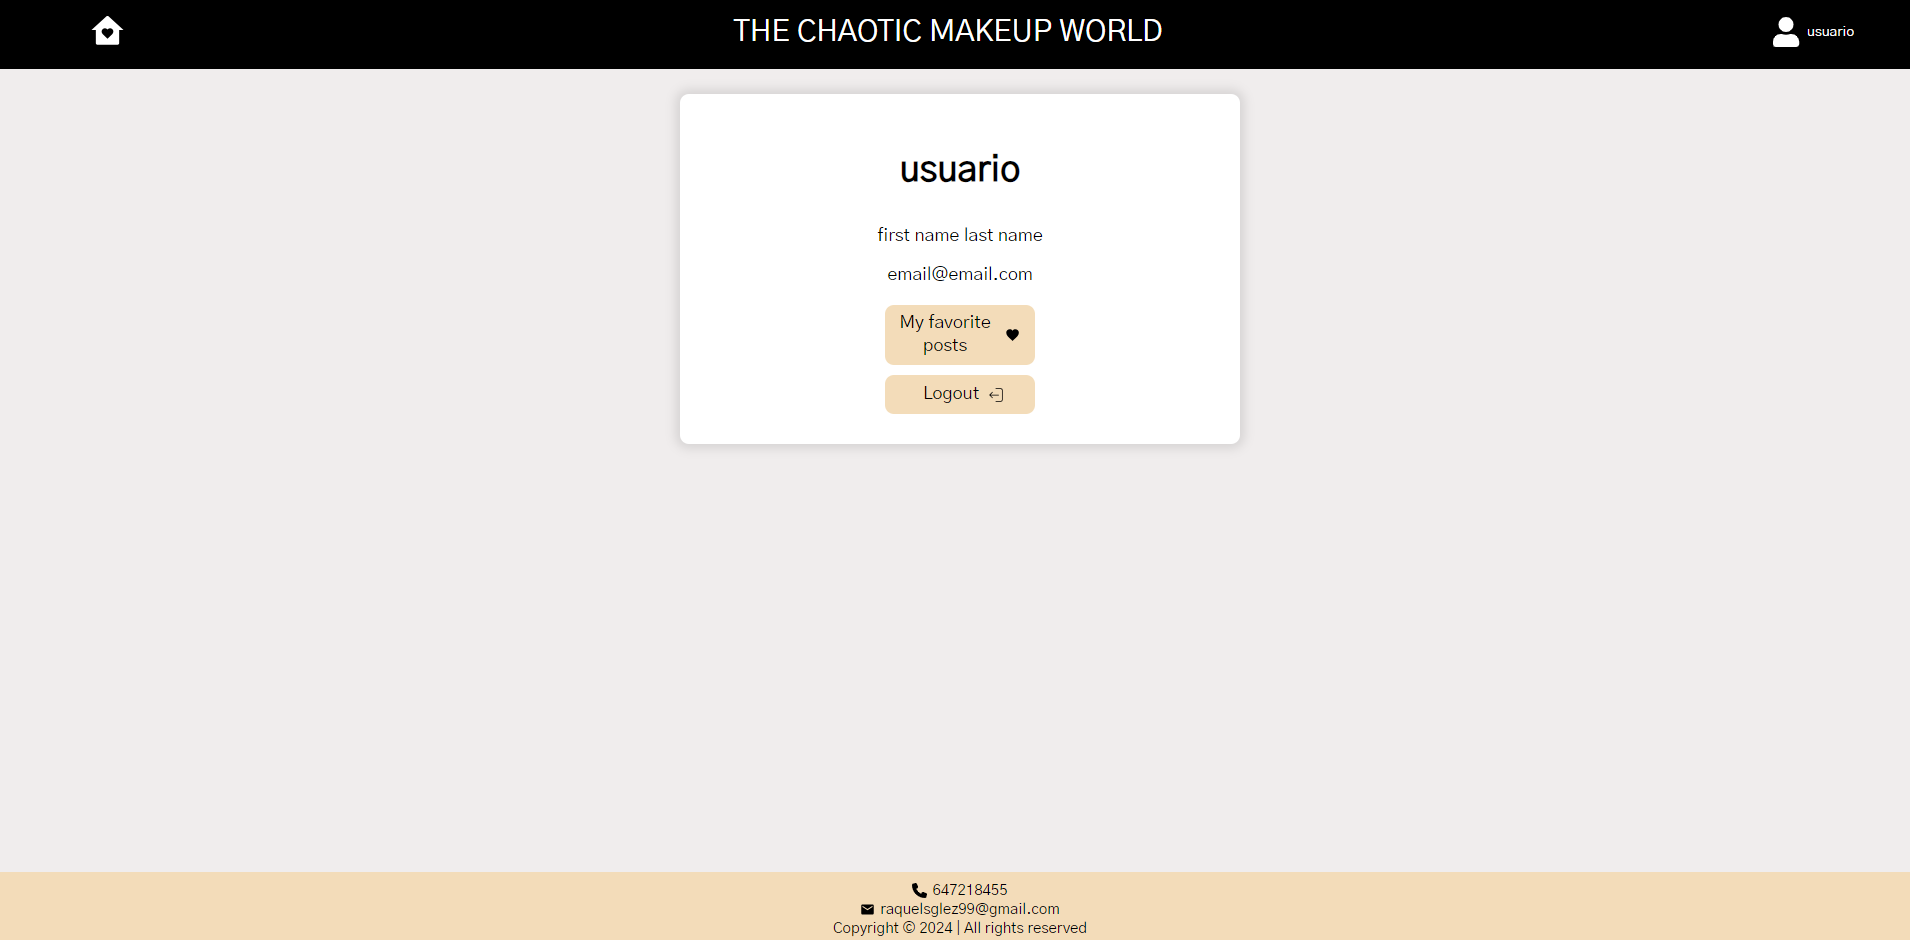 THE CHAOTIC MAKEUP WORLD
usuario
usuario
first name last name
email@email.com
My favorite
posts
Logout
647218455
raquelsglez99@gmail.com
Copyright © 2024 | All rights reserved